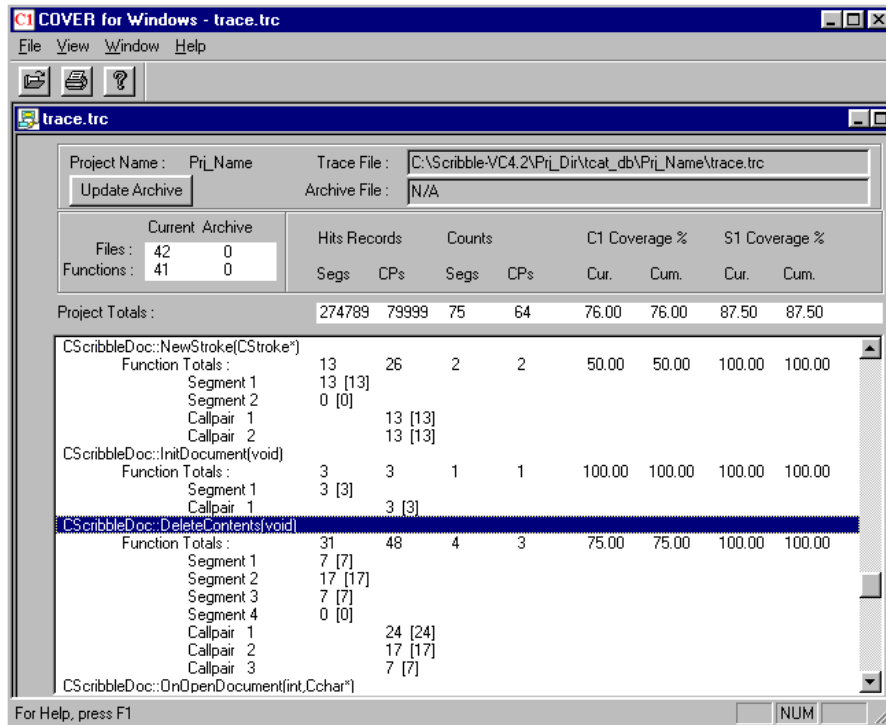 C1 COVER for Windows - trace.trc
File View Window Help
trace.trc
Project Name : Prj_Name Trace File : C:\Scribble-VC4.2\Prj_Dir\tcat_db\Prj_Name\trace.trc
Update Archive Archive File : N/A
Current Archive Hits Records Counts C1 Coverage % S1 Coverage %
Files : 42 0
Functions : 41 0 Segs CPs Segs CPs Cur. Cum. Cur. Cum.
Project Totals : 274789 79999 75 64 76.00 76.00 87.50 87.50
CScribbleDoc::NewStroke(CStroke*)
Function Totals : 13 26 2 2 50.00 50.00 100.00 100.00
Segment 1 13 [13]
Segment 2 0 [0]
Callpair 1 13 [13]
Callpair 2 13 [13]
CScribbleDoc::InitDocument(void)
Function Totals : 3 3 1 1 100.00 100.00 100.00 100.00
Segment 1 3 [3]
Callpair 1 3 [3]
CScribbleDoc::DeleteContents(void)
Function Totals : 31 48 4 3 75.00 75.00 100.00 100.00
Segment 1 7 [7]
Segment 2 17 [17]
Segment 3 7 [7]
Segment 4 0 [0]
Callpair 1 24 [24]
Callpair 2 17 [17]
Callpair 3 7 [7]
CScribbleDoc::OnOpenDocument(int,Cchar*)
For Help, press F1 NUM